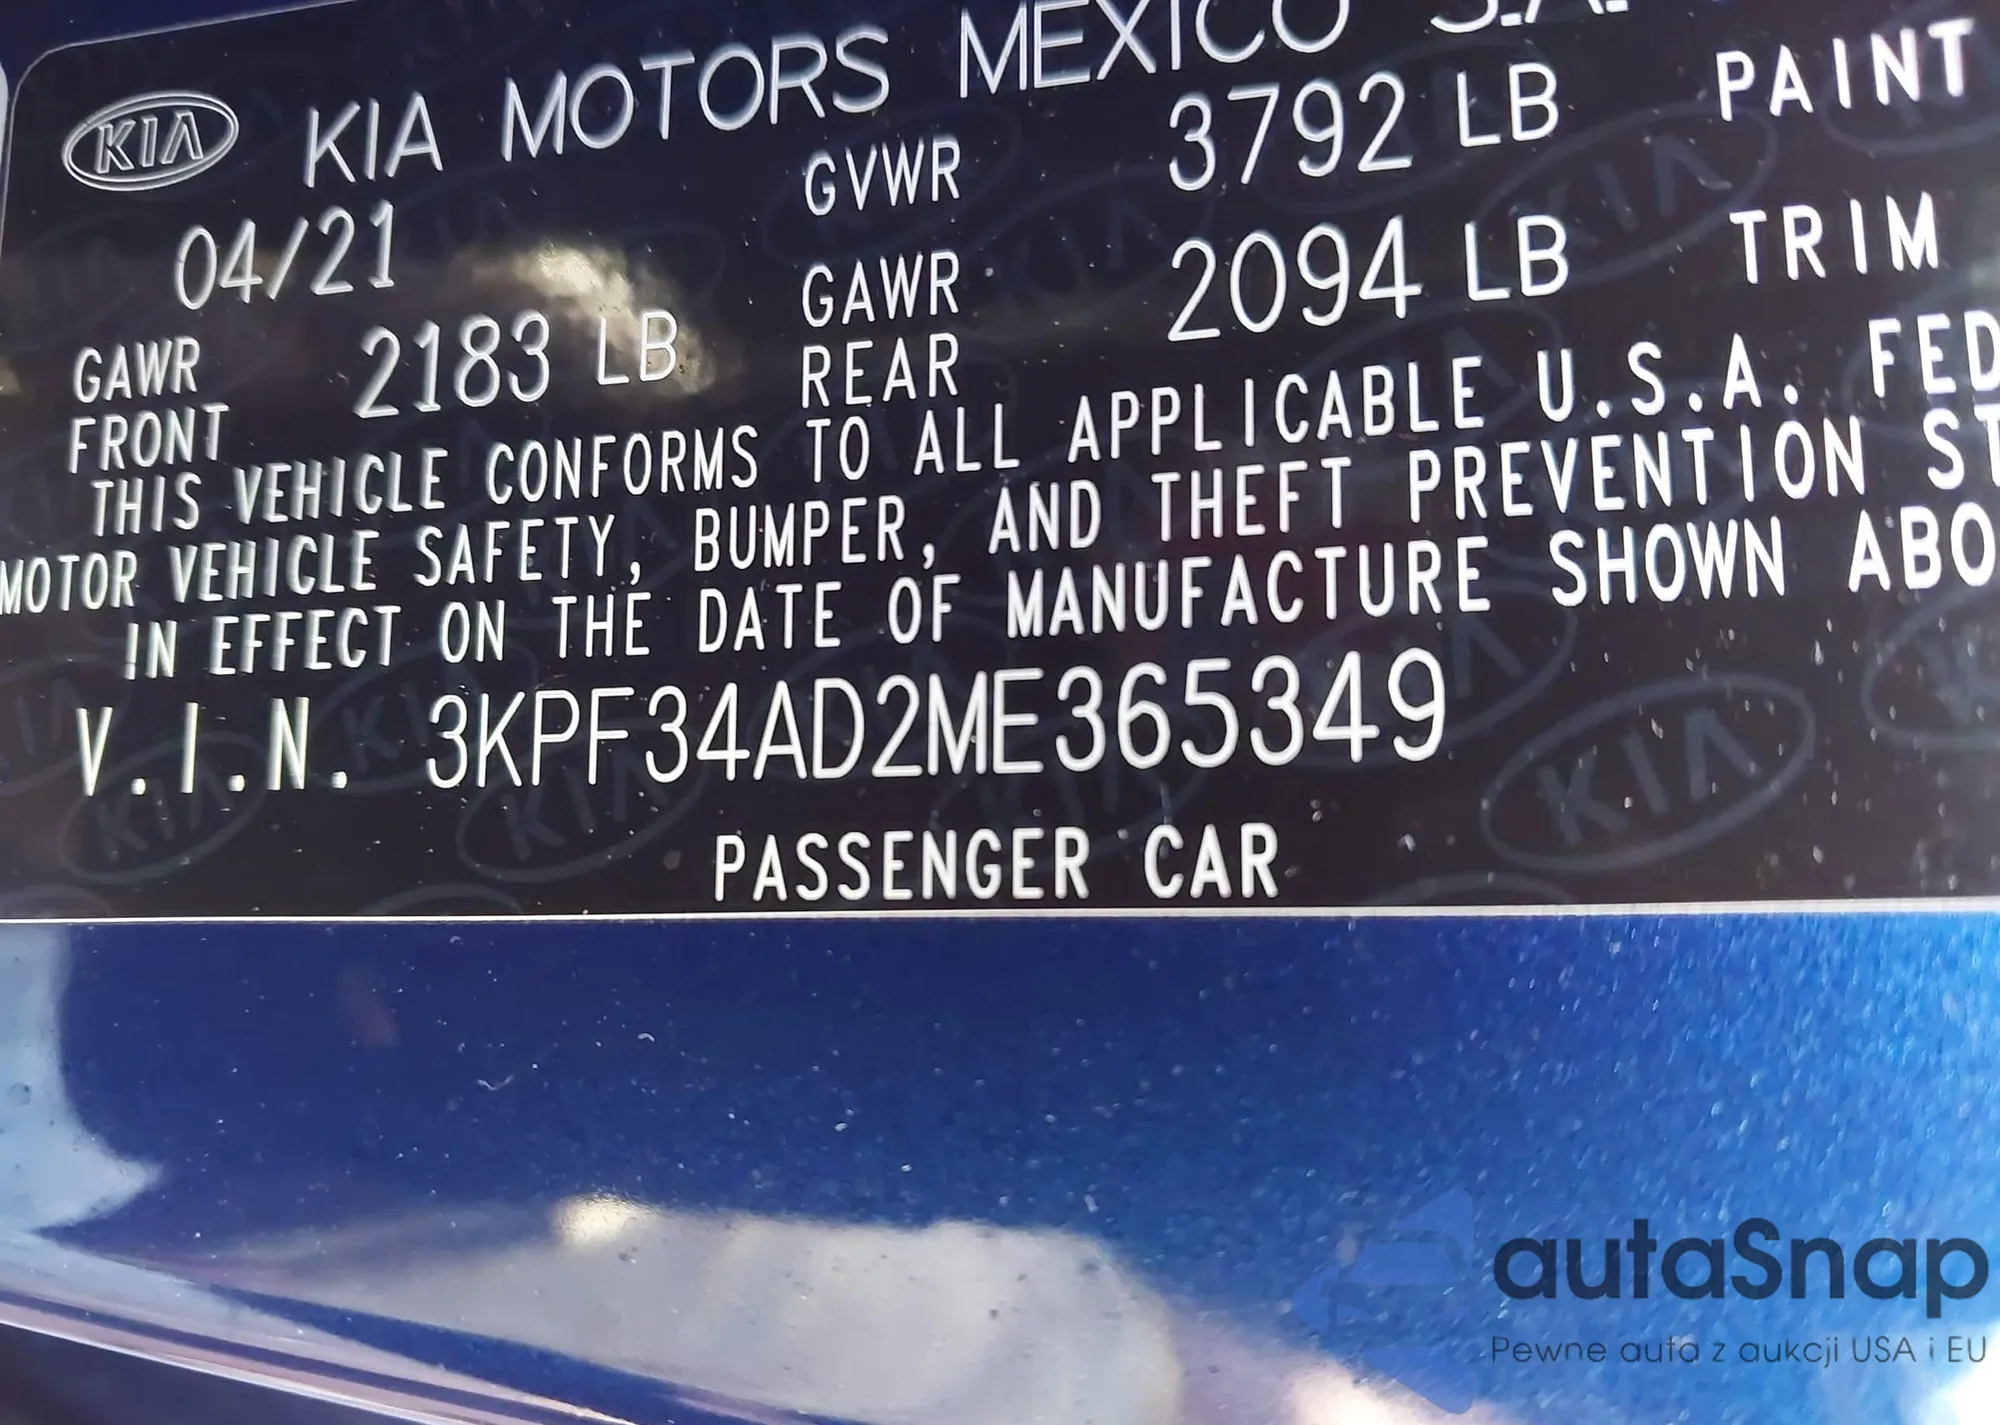 KIA KIA MOTORS MEXICO S.A.
04/21 GVWR 3792 LB PAINT
GAWR FRONT 2183 LB GAWR REAR 2094 LB TRIM
THIS VEHICLE CONFORMS TO ALL APPLICABLE U.S.A. FED
MOTOR VEHICLE SAFETY, BUMPER, AND THEFT PREVENTION ST
IN EFFECT ON THE DATE OF MANUFACTURE SHOWN ABO
V.I.N. 3KPF34AD2ME365349
PASSENGER CAR
autaSnap
Pewne auta z aukcji USA i EU